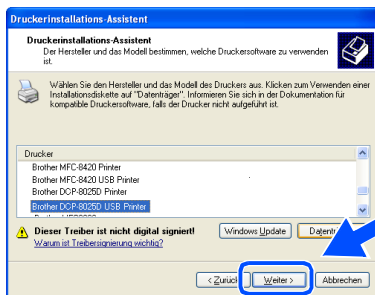 Druckerinstallations-Assistent
Druckerinstallations-Assistent
Der Hersteller und das Modell bestimmen, welche Druckersoftware zu verwenden
ist.
Wählen Sie den Hersteller und das Modell des Druckers aus. Klicken zum Verwenden einer
Installationsdiskette auf "Datenträger". Informieren Sie sich in der Dokumentation für
kompatible Druckersoftware, falls der Drucker nicht aufgeführt ist.
Drucker
Brother MFC-8420 Printer
Brother MFC-8420 USB Printer
Brother DCP-8025D Printer
Brother DCP-8025D USB Printer
Dieser Treiber ist nicht digital signiert!
Warum ist Treibersignierung wichtig?
Windows Update
< Zurück
Weiter >
Abbrechen